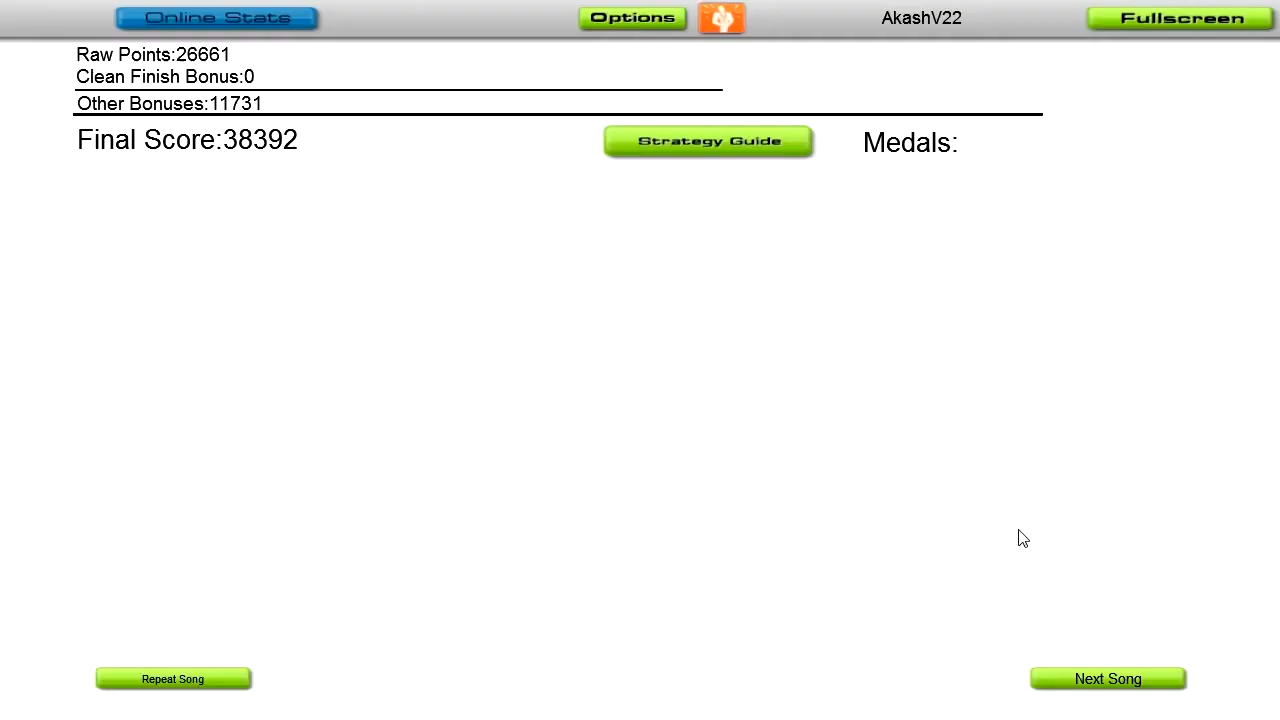 Online Stats
Options
AkashV22
Fullscreen
Raw Points:26661
Clean Finish Bonus:0
Other Bonuses:11731
Final Score:38392
Strategy Guide
Medals:
Repeat Song
Next Song